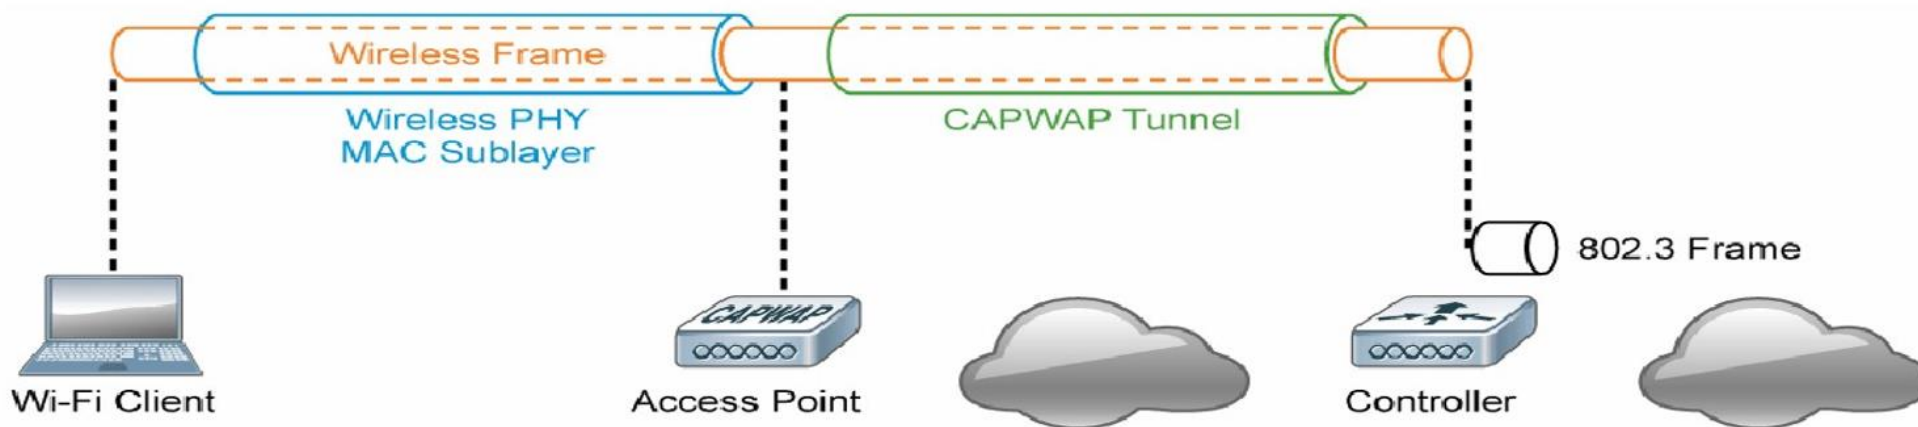 Wireless Frame
Wireless PHY
MAC Sublayer
CAPWAP Tunnel
802.3 Frame
CAPWAP
Wi-Fi Client
Access Point
Controller